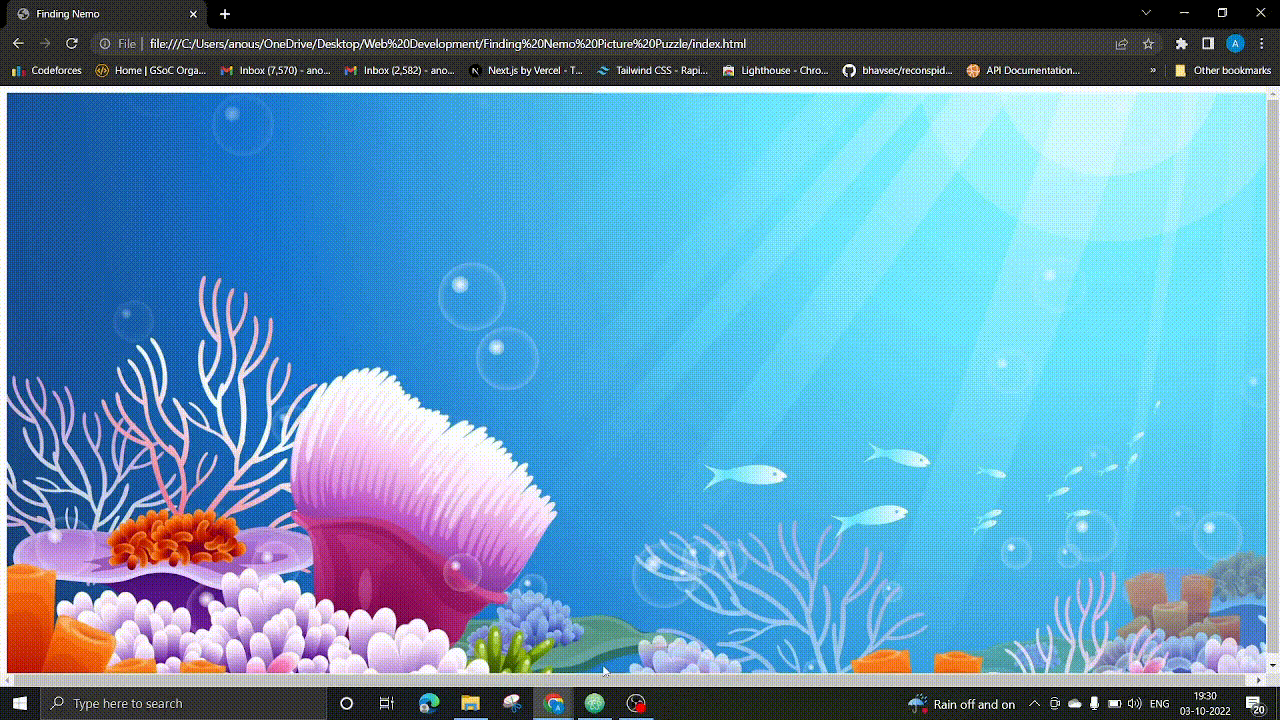 Finding Nemo
File file:///C:/Users/anous/OneDrive/Desktop/Web%20Development/Finding%20Nemo%20Picture%20Puzzle/index.html
A
Codeforces Home | GSoC Orga... Inbox (7,570) - ano... Inbox (2,582) - ano... Next.js by Vercel - T... Tailwind CSS - Rapi... Lighthouse - Chro... bhavsec/reconspid... API Documentation... » Other bookmarks
Type here to search Rain off and on ENG 19:30
03-10-2022 20